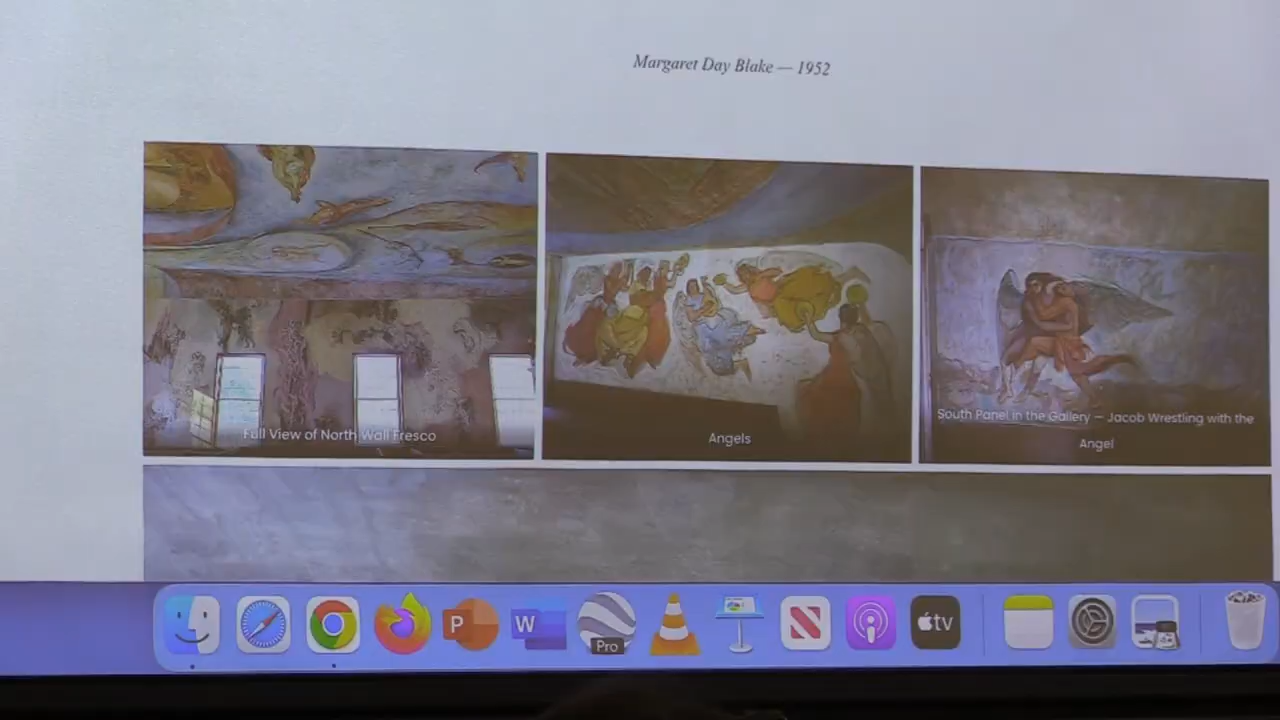 Margaret Day Blake — 1952
Full View of North Wall Fresco
Angels
South Panel in the Gallery — Jacob Wrestling with the
Angel
P
W
Pro
tv